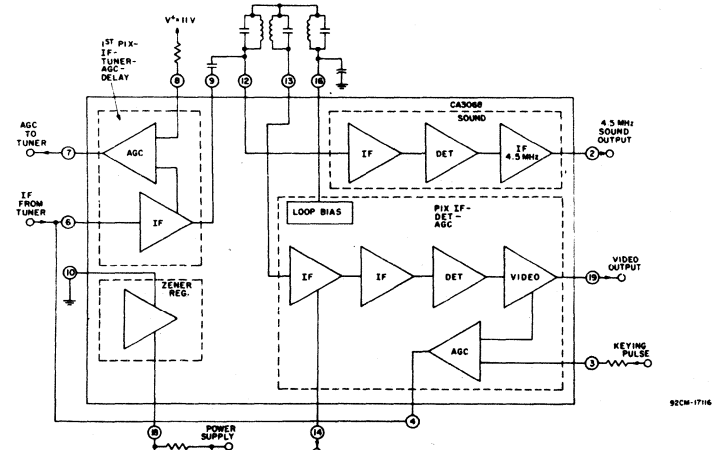 V⁺= 11 V
1ST PIX-
IF-
TUNER-
AGC-
DELAY
8
9
12
13
16
AGC
TO
TUNER
7
AGC
CA3068
SOUND
IF
DET
IF
4.5 MHz
2
4.5 MHz
SOUND
OUTPUT
IF
FROM
TUNER
6
IF
LOOP BIAS
PIX IF-
DET-
AGC
10
ZENER
REG.
IF
IF
DET
VIDEO
19
VIDEO
OUTPUT
AGC
3
KEYING
PULSE
4
92CM-17116
18
POWER
SUPPLY
14